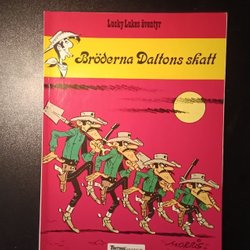 Lucky Lukes äventyr
Bröderna Daltons skatt
MORRIS